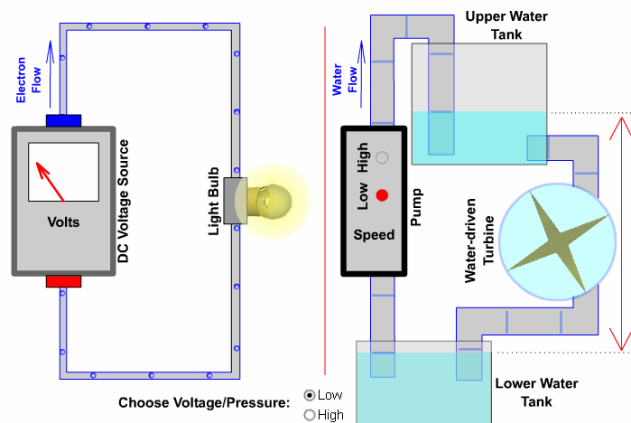 Electron
Flow
Volts
DC Voltage Source
Light Bulb
Water
Flow
Upper Water
Tank
High
Low
Speed
Pump
Water-driven
Turbine
Lower Water
Tank
Choose Voltage/Pressure:
Low
High